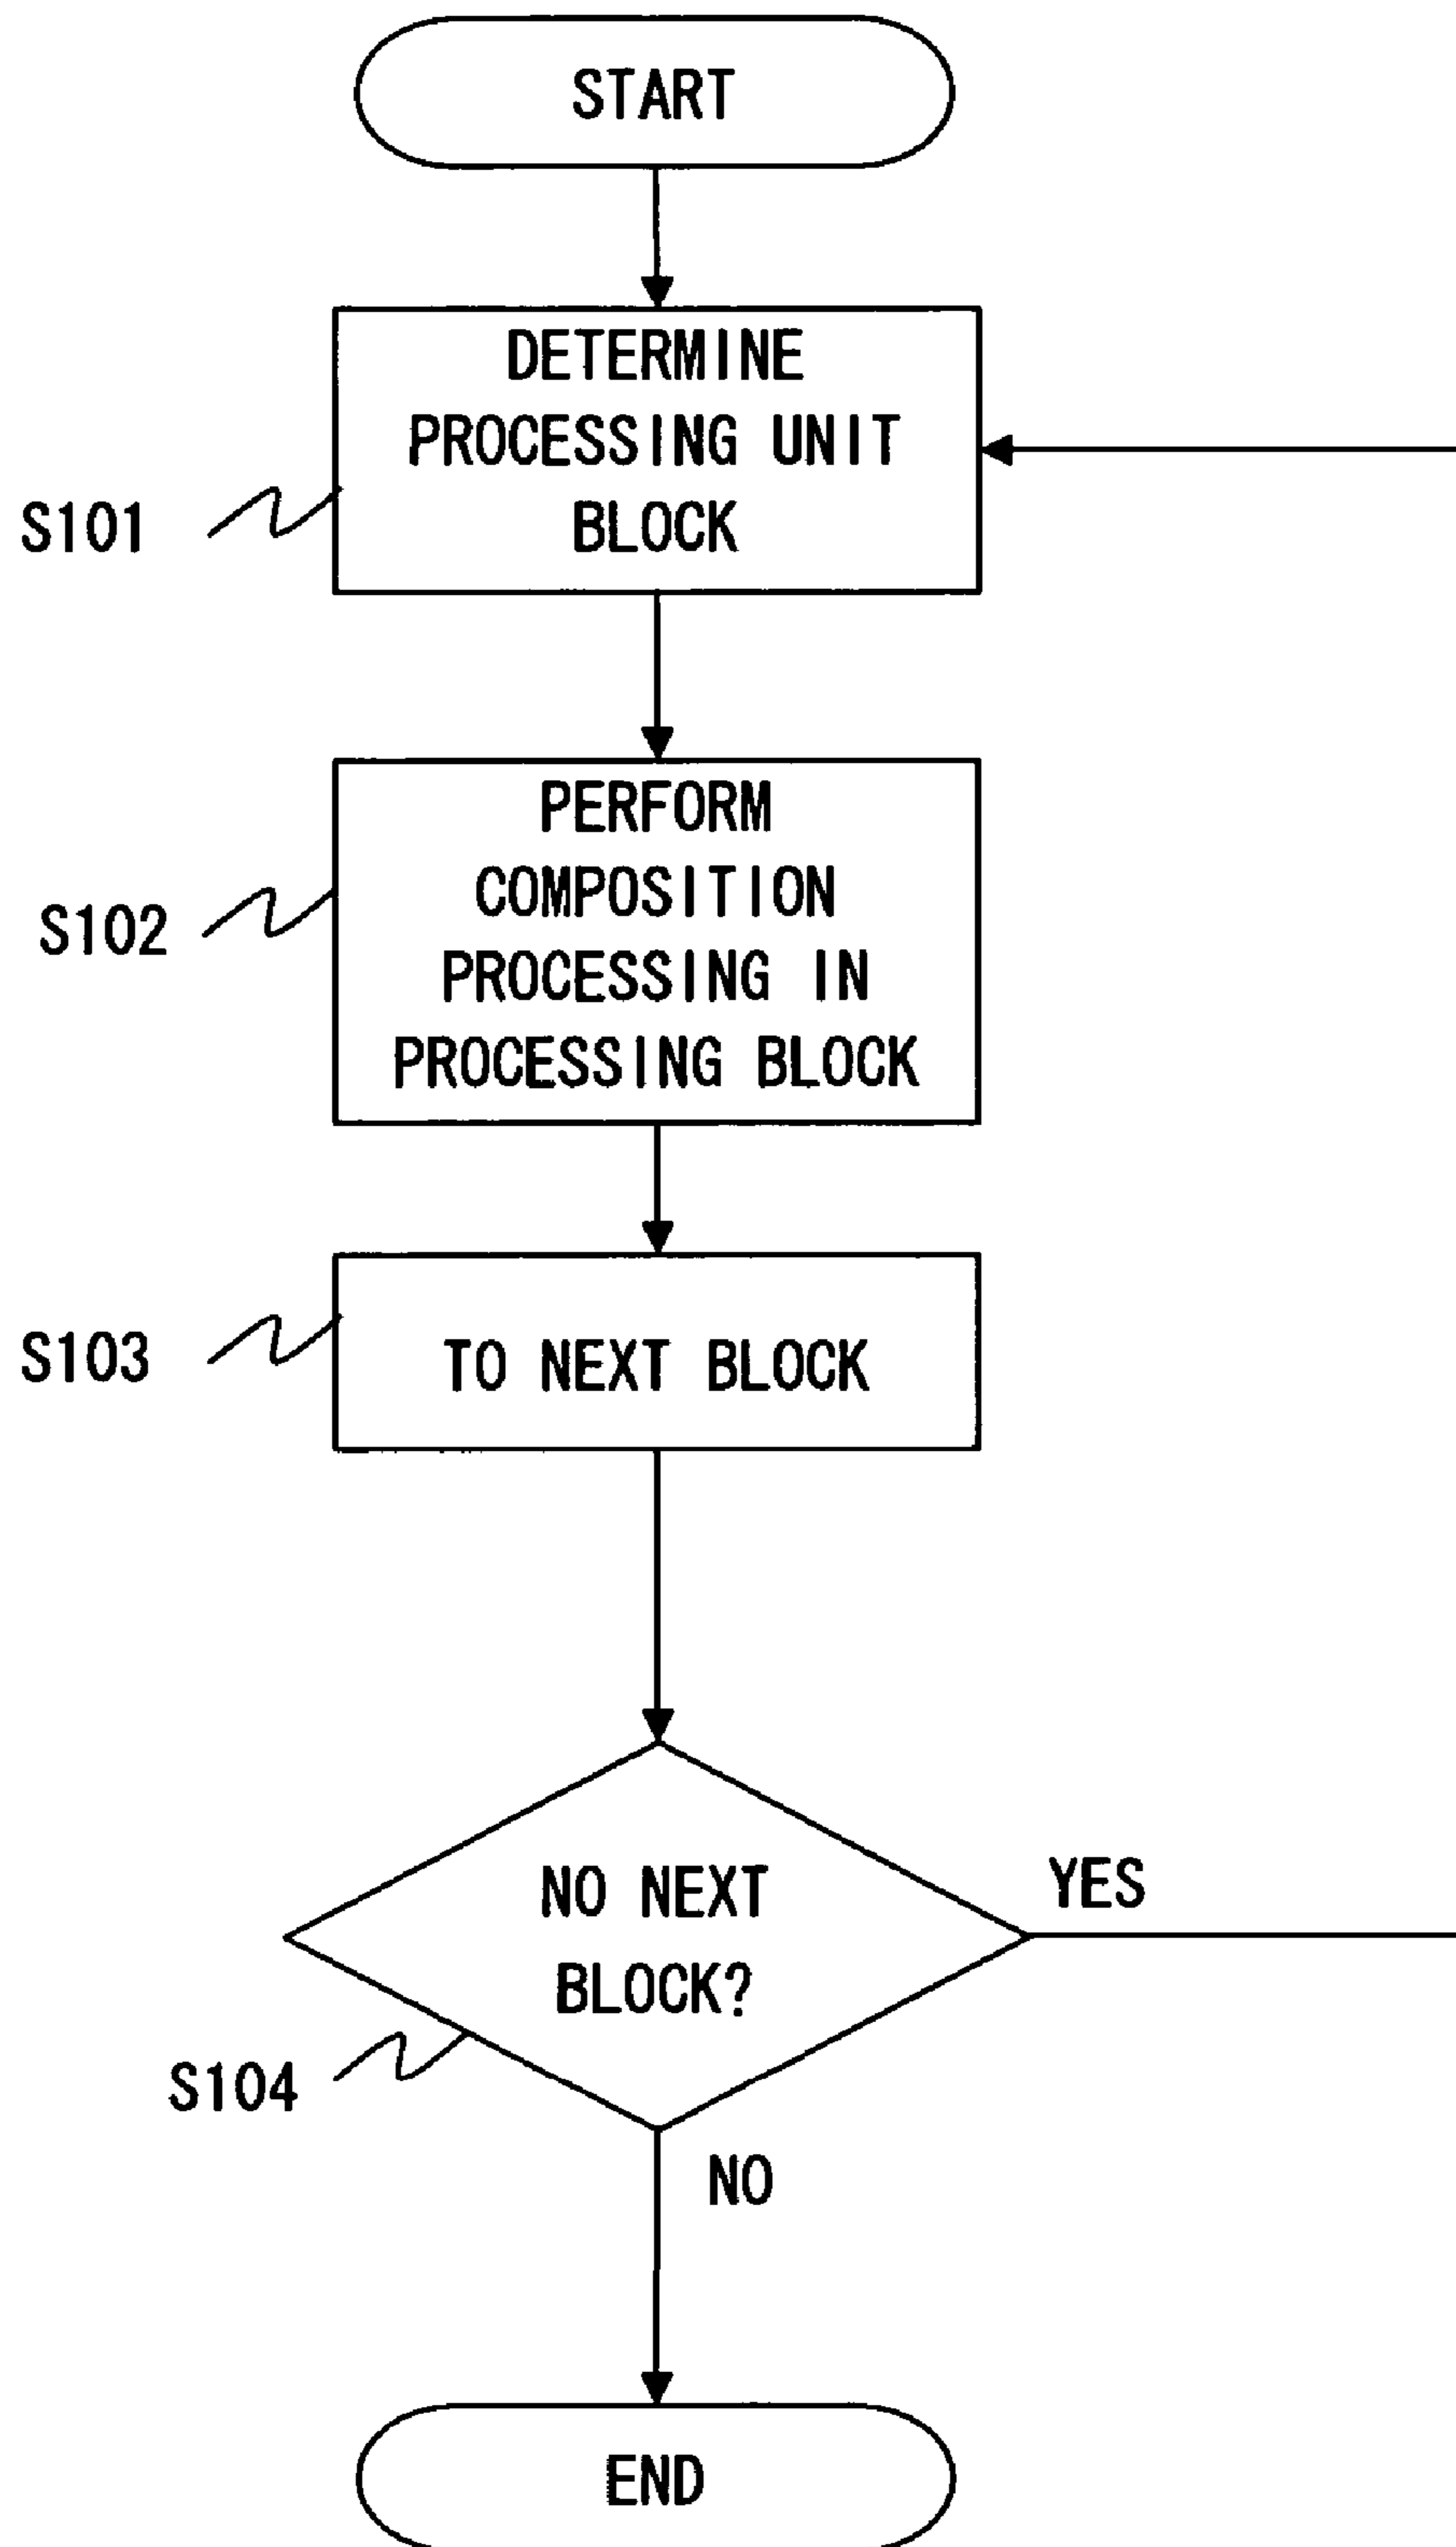 START
DETERMINE
PROCESSING UNIT
BLOCK
S101
PERFORM
COMPOSITION
PROCESSING IN
PROCESSING BLOCK
S102
S103
TO NEXT BLOCK
NO NEXT
BLOCK?
YES
S104
NO
END